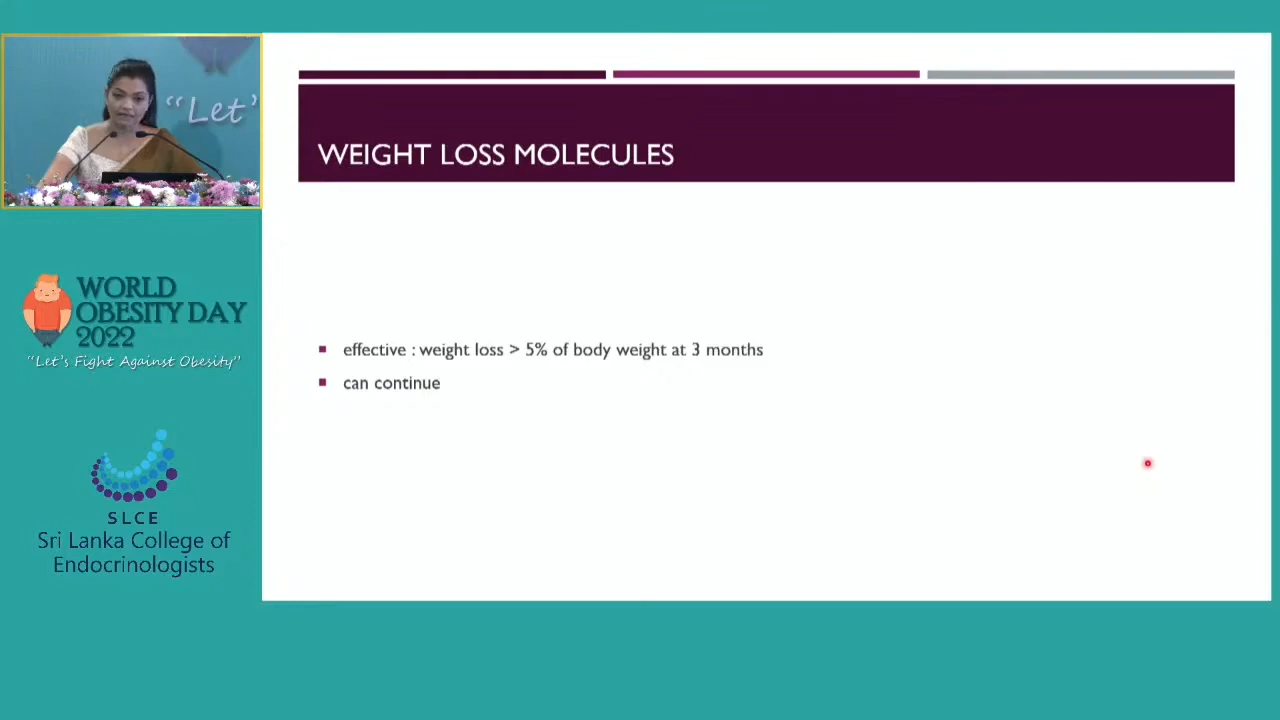 "Let'
WEIGHT LOSS MOLECULES
effective : weight loss > 5% of body weight at 3 months
can continue
WORLD
OBESITY DAY
2022
"Let's Fight Against Obesity"
SLCE
Sri Lanka College of
Endocrinologists